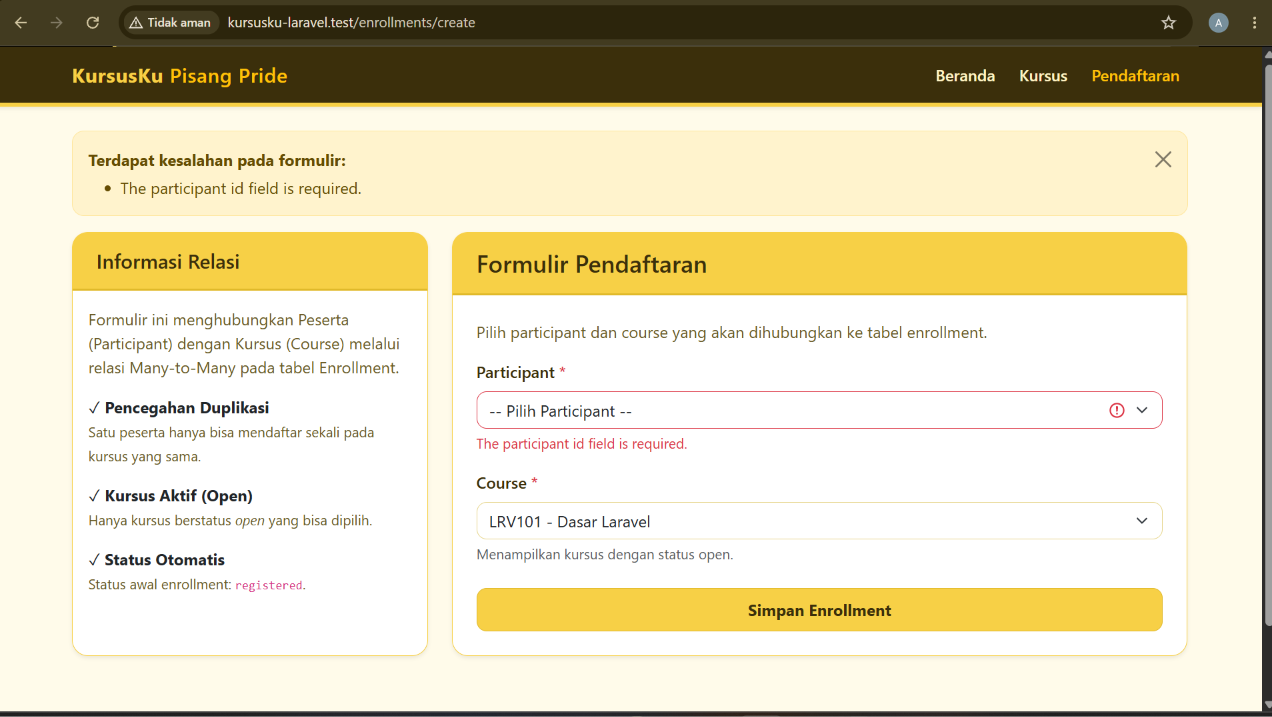 Tidak aman
kursusku-laravel.test/enrollments/create
A
KursusKu Pisang Pride
Beranda
Kursus
Pendaftaran
Terdapat kesalahan pada formulir:
• The participant id field is required.
Informasi Relasi
Formulir ini menghubungkan Peserta
(Participant) dengan Kursus (Course) melalui
relasi Many-to-Many pada tabel Enrollment.
✓ Pencegahan Duplikasi
Satu peserta hanya bisa mendaftar sekali pada
kursus yang sama.
✓ Kursus Aktif (Open)
Hanya kursus berstatus open yang bisa dipilih.
✓ Status Otomatis
Status awal enrollment: registered.
Formulir Pendaftaran
Pilih participant dan course yang akan dihubungkan ke tabel enrollment.
Participant *
-- Pilih Participant --
The participant id field is required.
Course *
LRV101 - Dasar Laravel
Menampilkan kursus dengan status open.
Simpan Enrollment